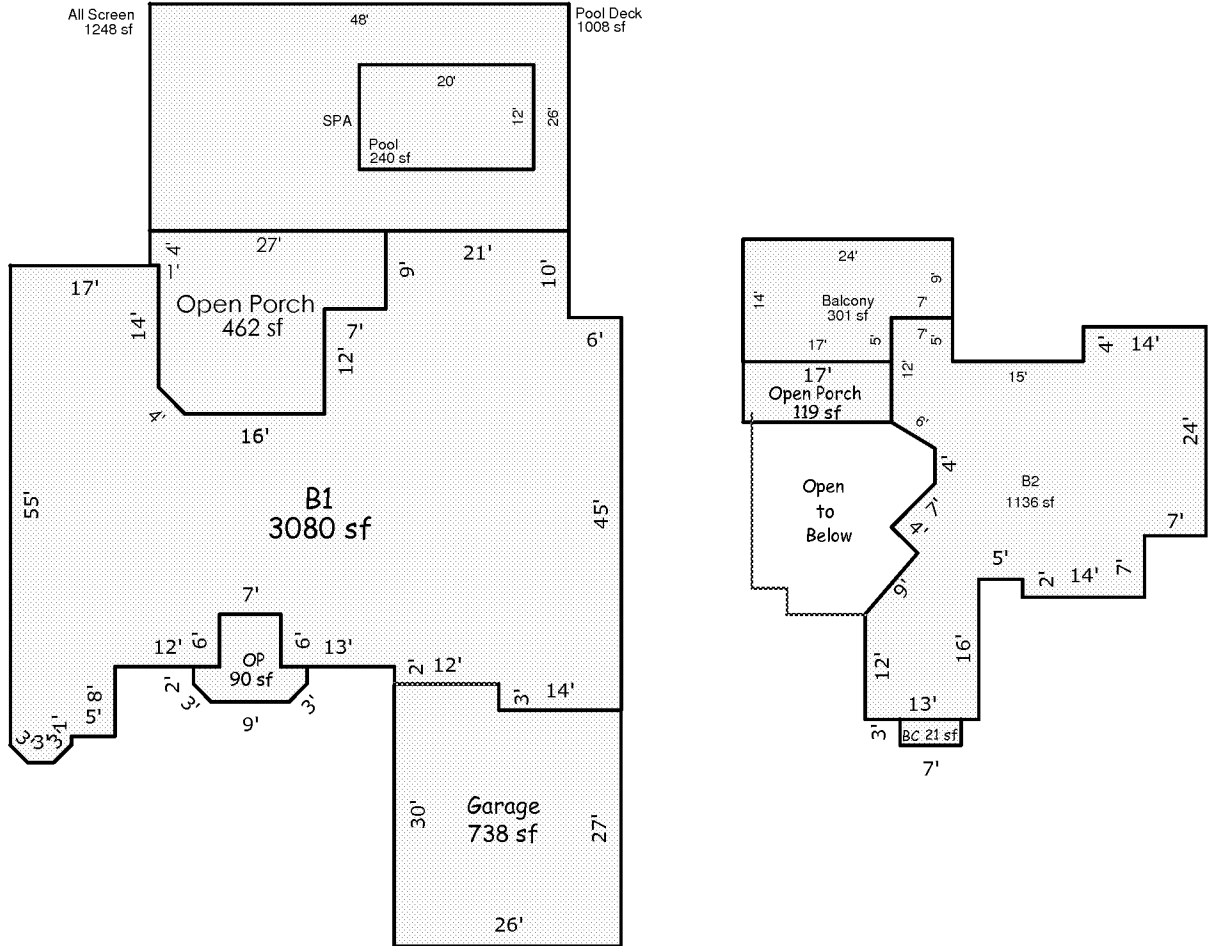 All Screen
1248 sf
48'
Pool Deck
1008 sf
20'
SPA
12'
26'
Pool
240 sf
4'
27'
1'
21'
9'
10'
17'
14'
Open Porch
462 sf
7'
12'
6'
4'
16'
55'
B1
3080 sf
45'
7'
12'
6'
6'
13'
OP
90 sf
2'
3'
9'
3'
8'
5'
1'
3'
3'
3'
2'
12'
3'
14'
30'
Garage
738 sf
27'
26'
24'
9'
14'
Balcony
301 sf
7'
17'
5'
7'
5'
4'
14'
17'
12'
15'
Open Porch
119 sf
6'
24'
4'
Open
to
Below
B2
1136 sf
7'
4'
7'
5'
7'
9'
2'
14'
12'
16'
13'
3'
BC 21 sf
7'